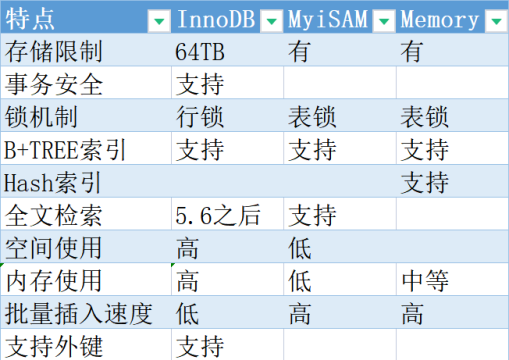 特点 InnoDB MyiSAM Memory
存储限制 64TB 有 有
事务安全 支持
锁机制 行锁 表锁 表锁
B+TREE索引 支持 支持 支持
Hash索引 支持
全文检索 5.6之后 支持
空间使用 高 低
内存使用 高 低 中等
批量插入速度 低 高 高
支持外键 支持